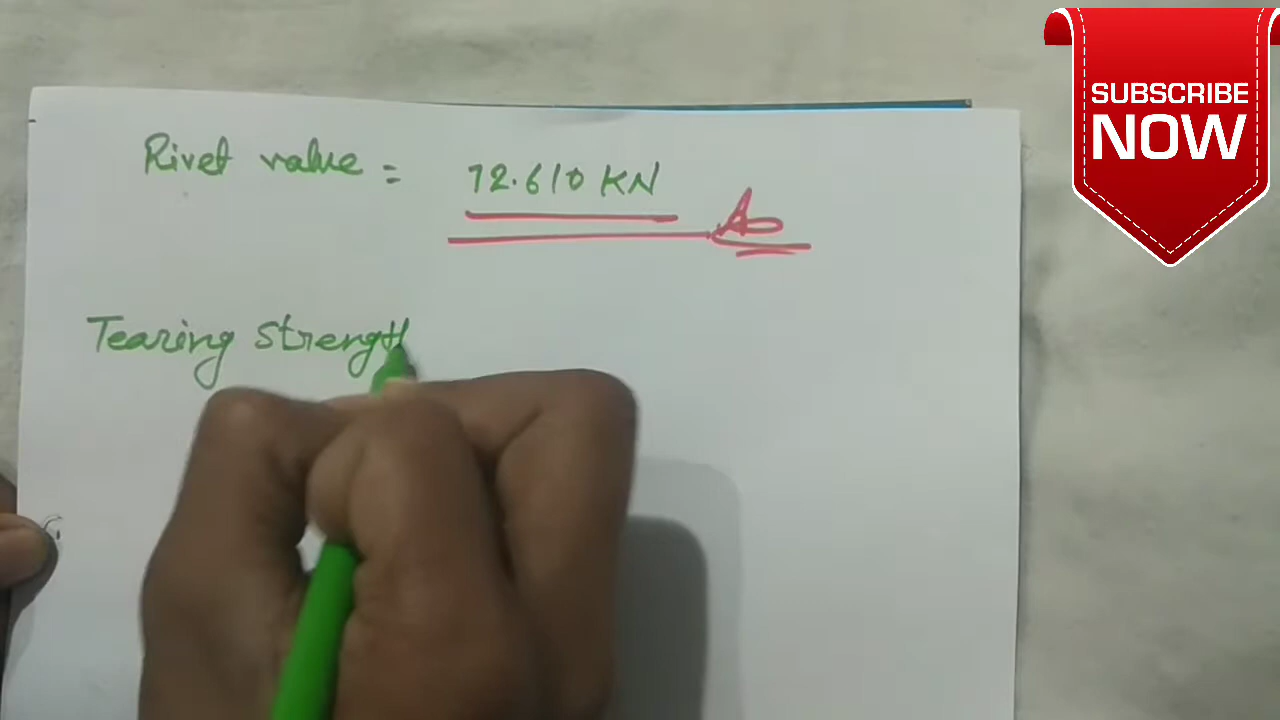 SUBSCRIBE
NOW
Rivet value = 72.610 KN
Tearing strength